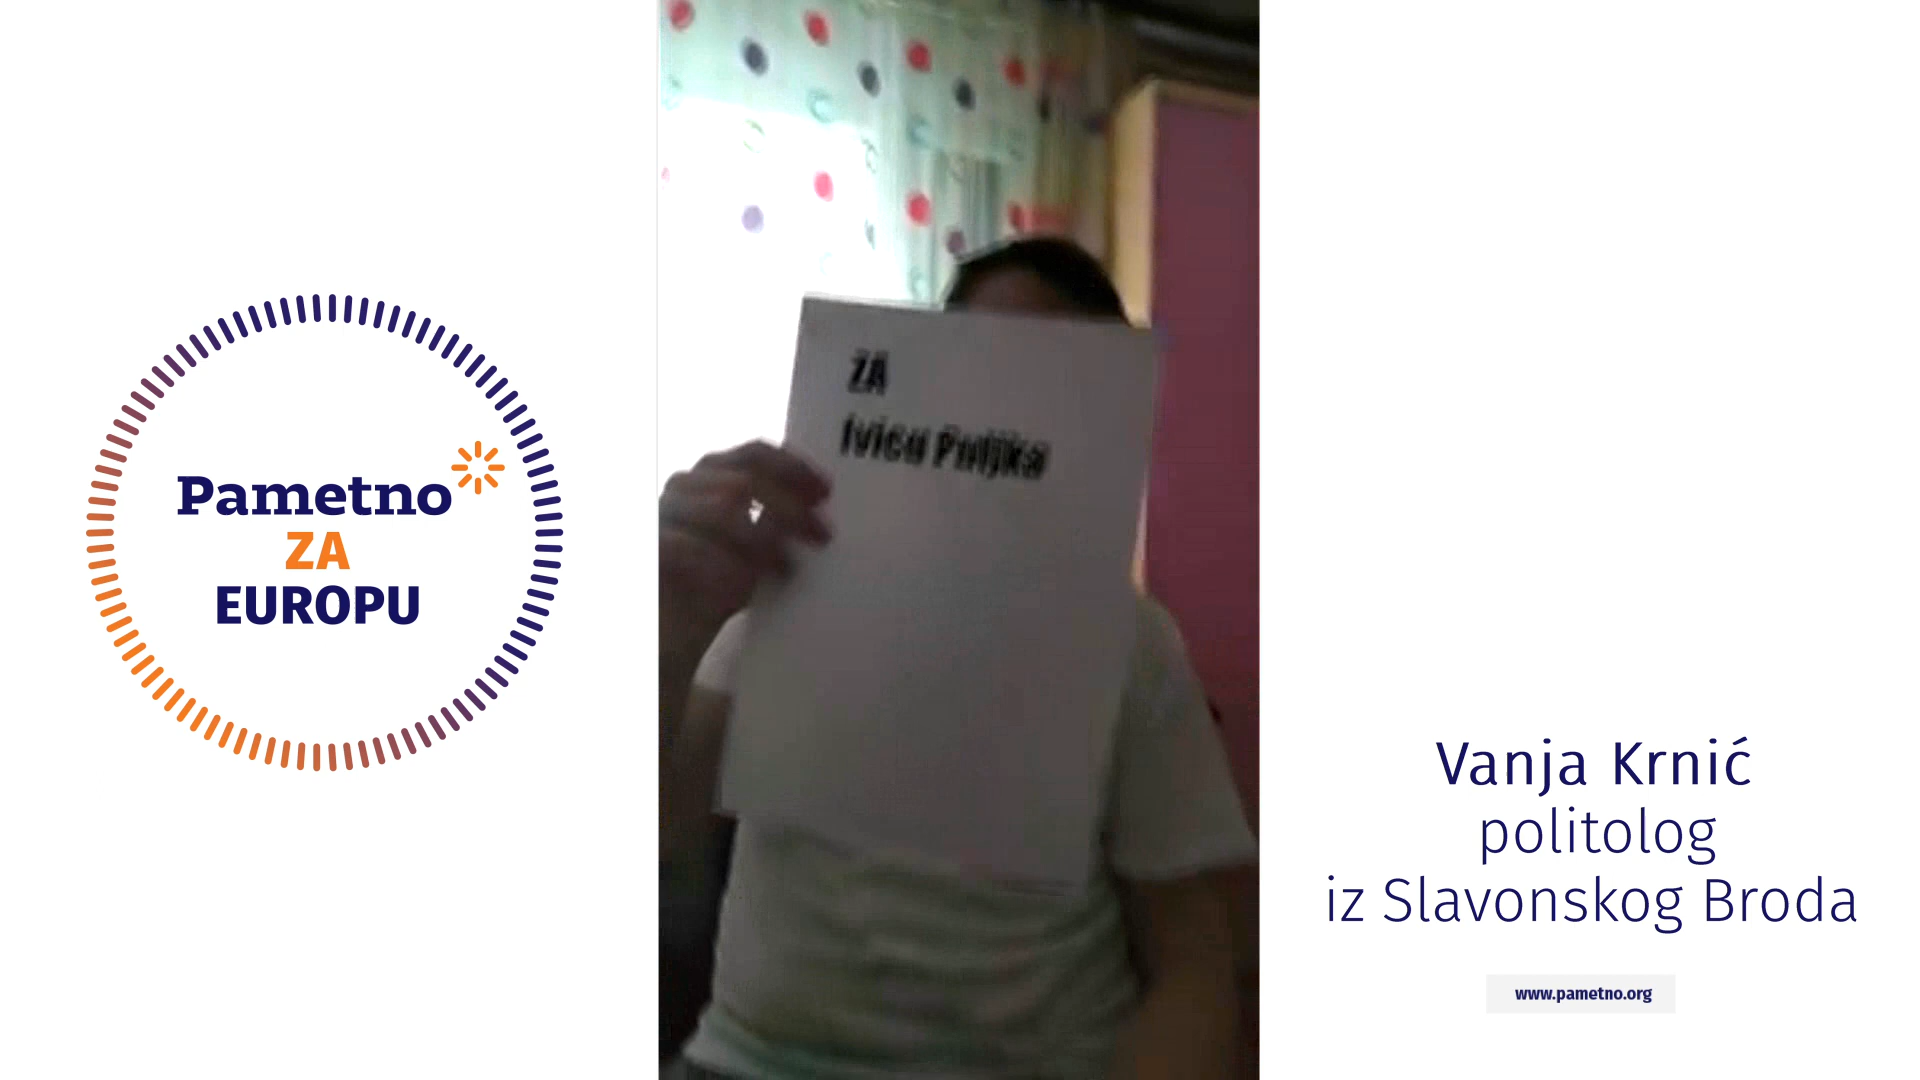 Pametno
ZA
EUROPU
ZA
Ivicu Puljka
Vanja Krnić
politolog
iz Slavonskog Broda
www.pametno.org